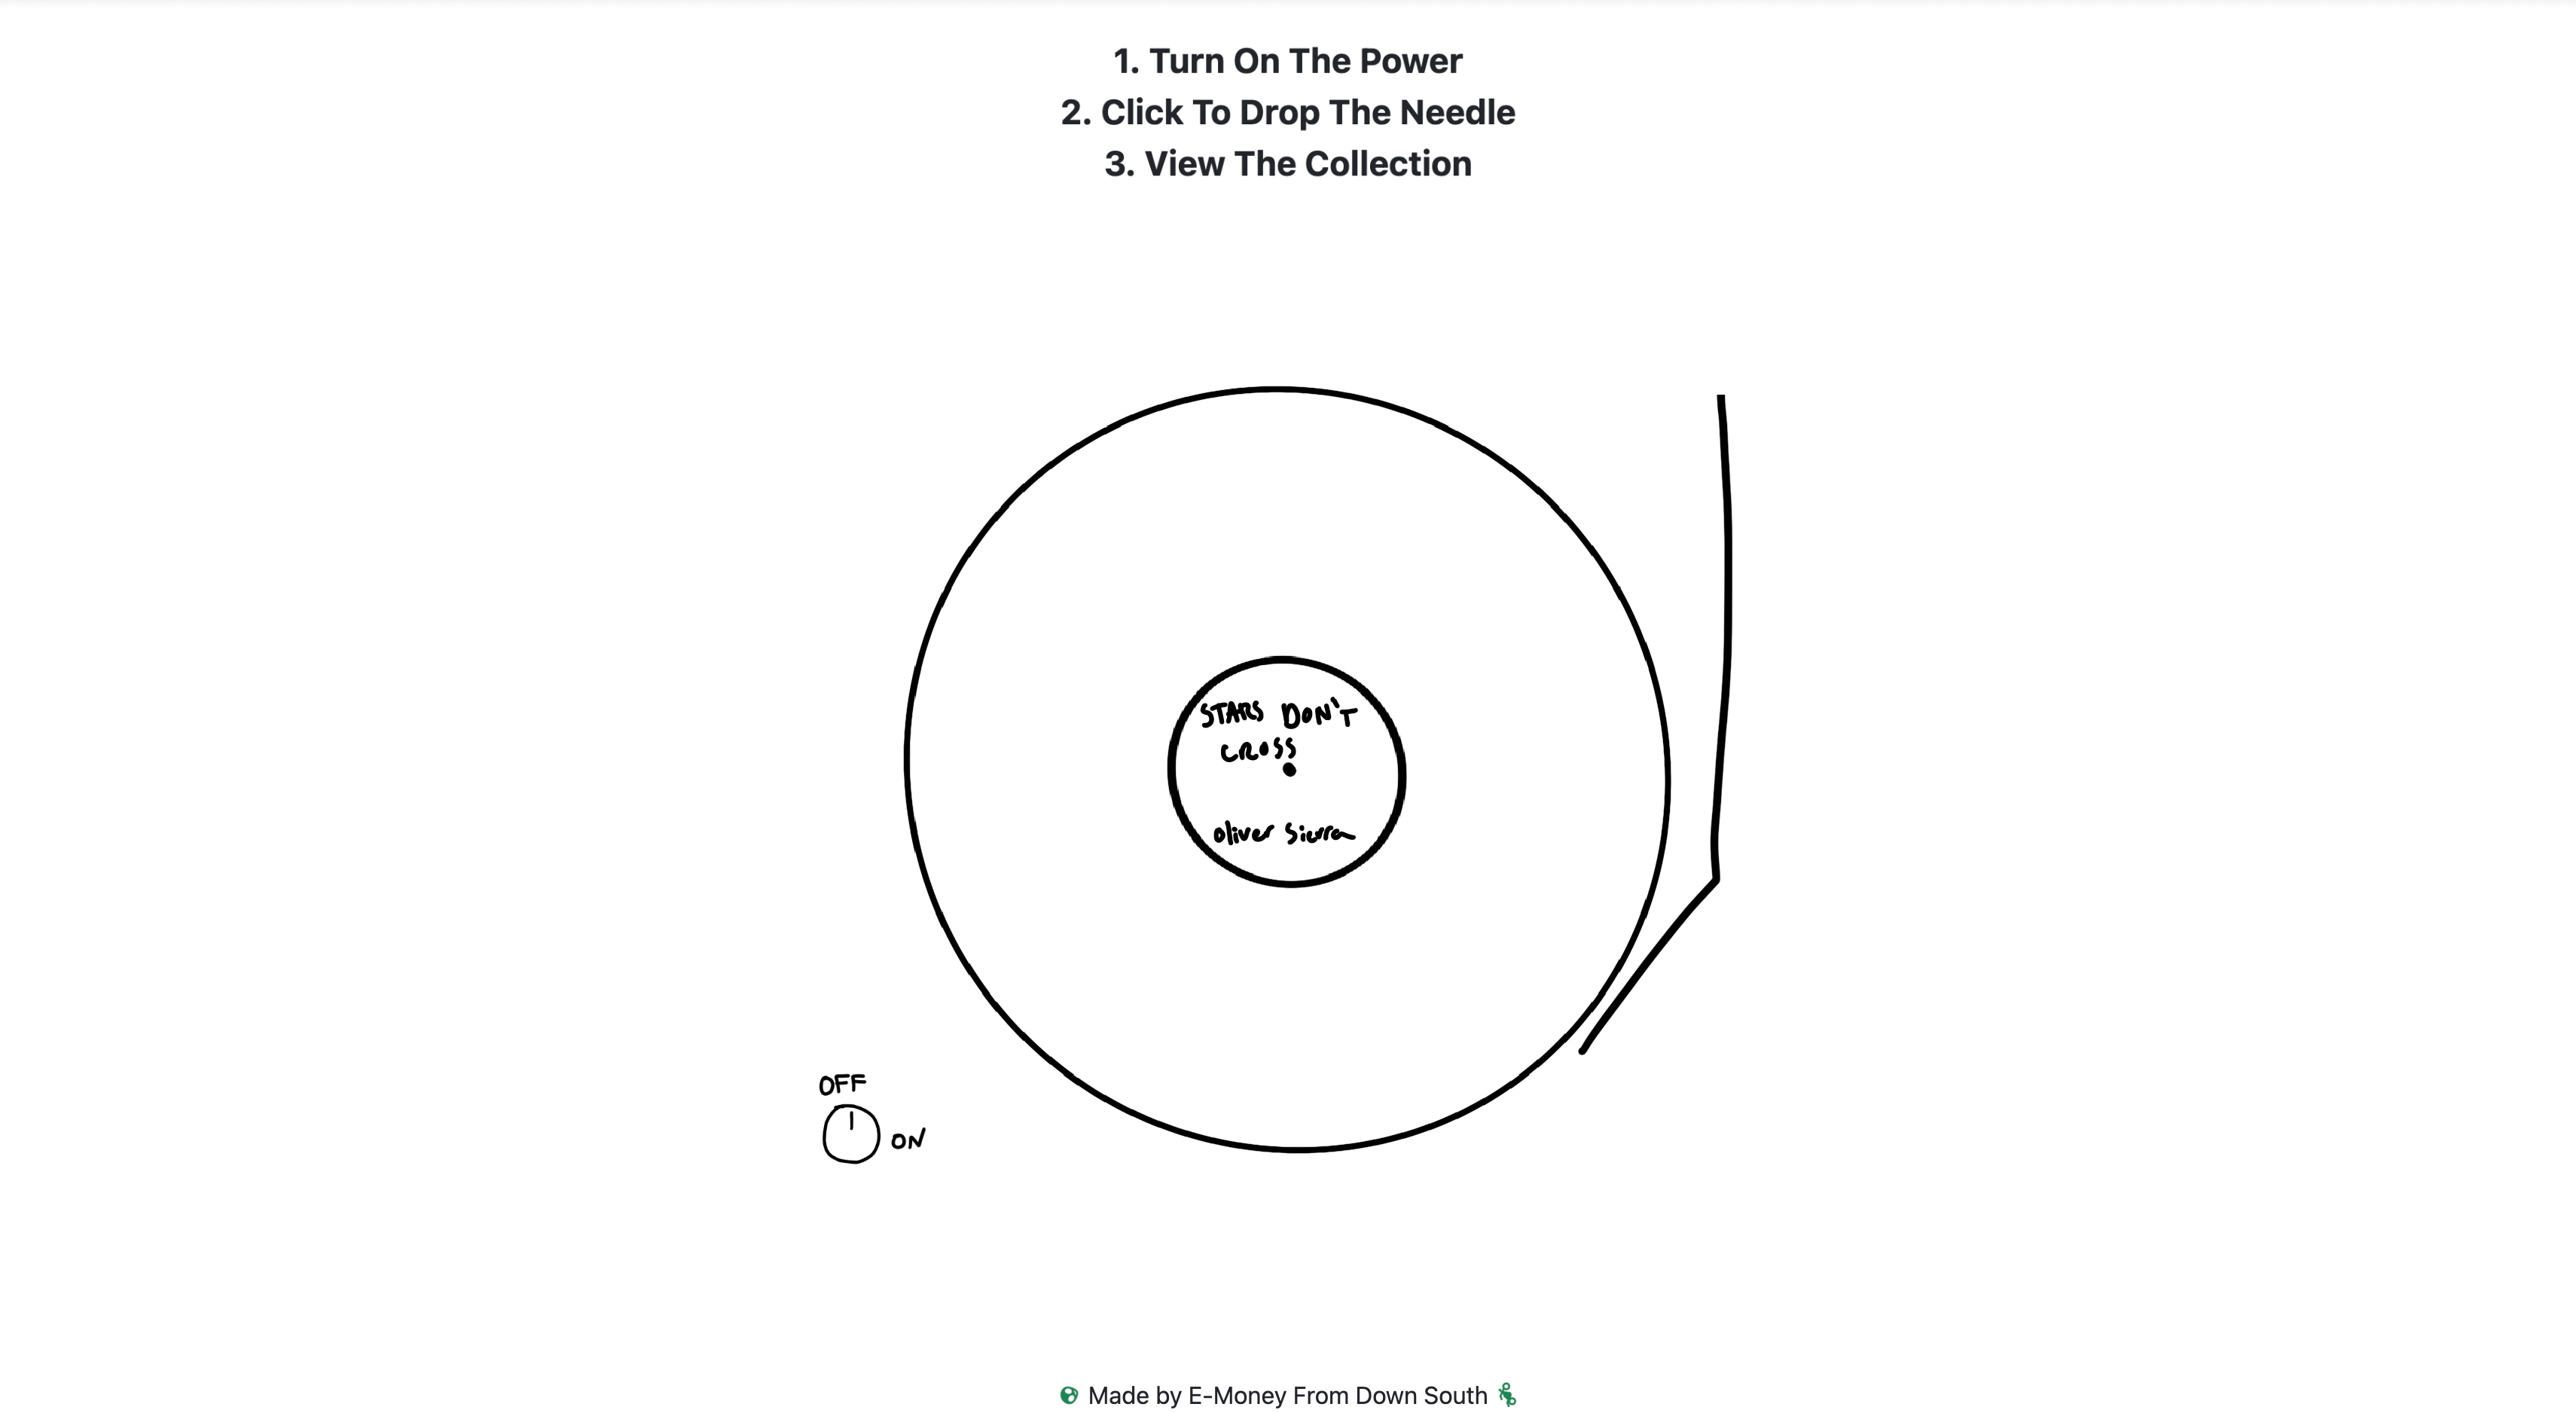 1. Turn On The Power
2. Click To Drop The Needle
3. View The Collection
STARS DON'T
CROSS
oliver sierra
OFF
ON
Made by E-Money From Down South